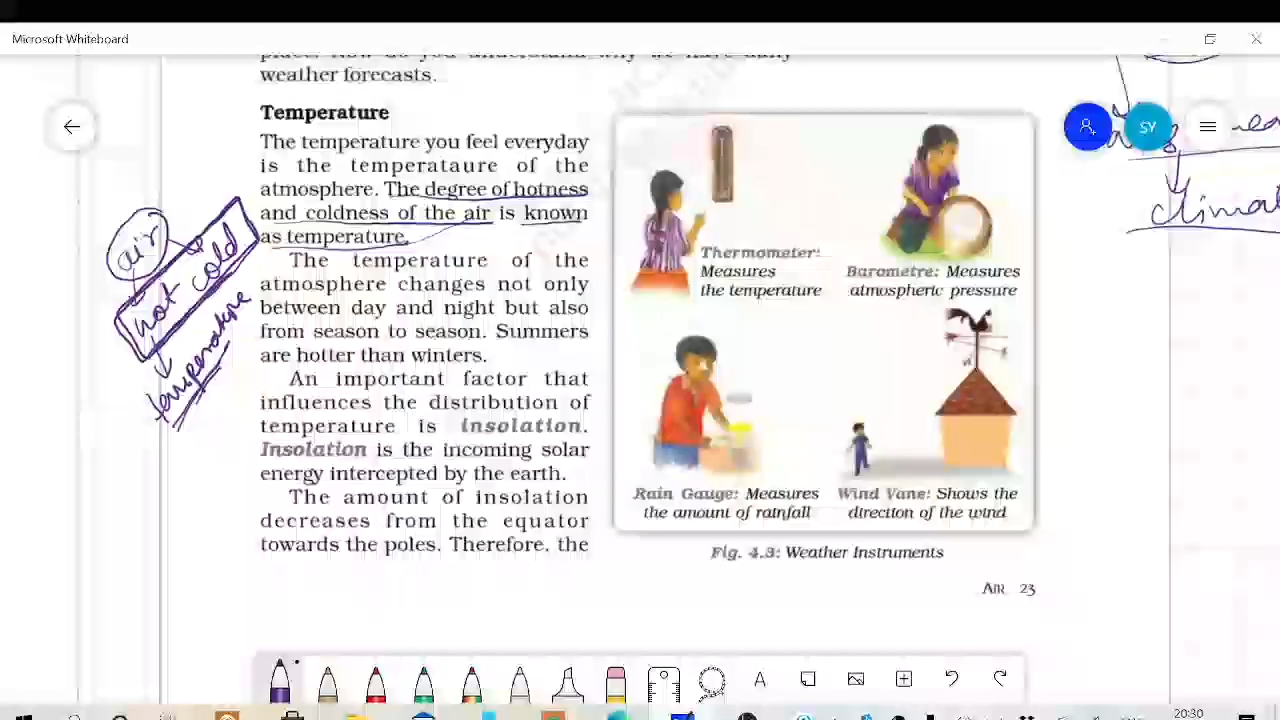 Microsoft Whiteboard
weather forecasts.
Temperature
The temperature you feel everyday
is the temperataure of the
atmosphere. The degree of hotness
and coldness of the air is known
as temperature.
The temperature of the
atmosphere changes not only
between day and night but also
from season to season. Summers
are hotter than winters.
An important factor that
influences the distribution of
temperature is insolation.
Insolation is the incoming solar
energy intercepted by the earth.
The amount of insolation
decreases from the equator
towards the poles. Therefore, the
air
hot cold
temperature
Thermometer:
Measures
the temperature
Barometre: Measures
atmospheric pressure
Rain Gauge: Measures
the amount of rainfall
Wind Vane: Shows the
direction of the wind
Fig. 4.3: Weather Instruments
AIR 23
SY
A
20:30